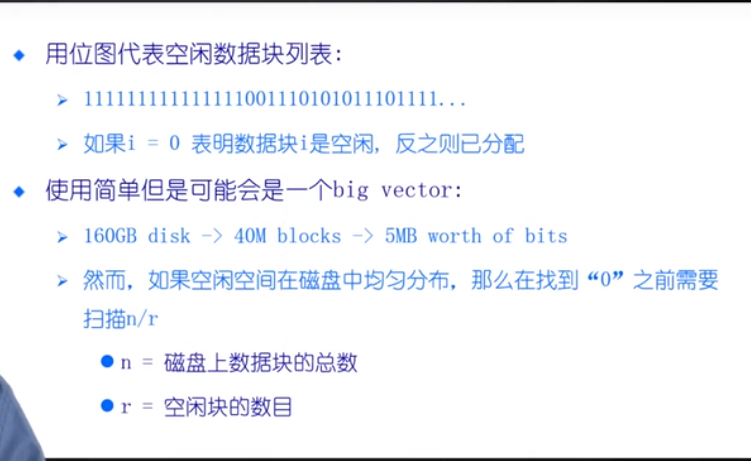 用位图代表空闲数据块列表:
1111111111111111001110101011101111...
如果i = 0 表明数据块i是空闲, 反之则已分配
使用简单但是可能会是一个big vector:
160GB disk -> 40M blocks -> 5MB worth of bits
然而, 如果空闲空间在磁盘中均匀分布, 那么在找到“0”之前需要
扫描n/r
n = 磁盘上数据块的总数
r = 空闲块的数目